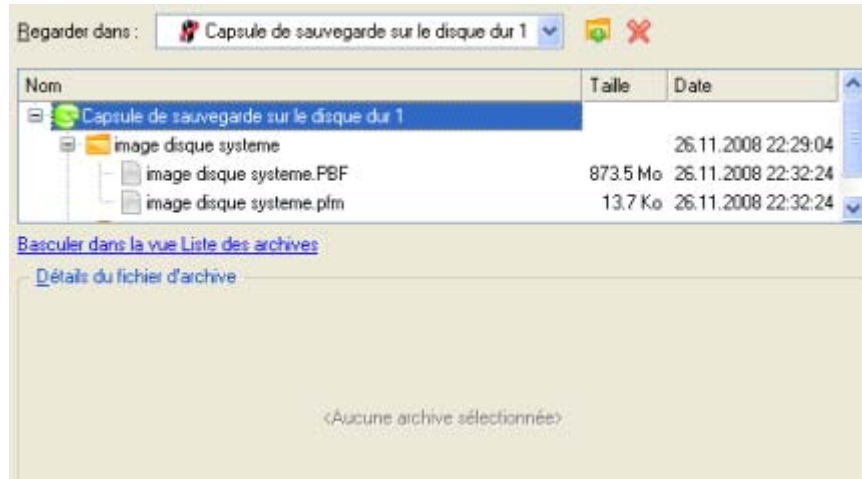 Regarder dans : Capsule de sauvegarde sur le disque dur 1
Nom Taille Date
Capsule de sauvegarde sur le disque dur 1
image disque systeme 26.11.2008 22:29:04
image disque systeme.PBF 873.5 Mo 26.11.2008 22:32:24
image disque systeme.pfm 13.7 Ko 26.11.2008 22:32:24
Basculer dans la vue Liste des archives
Détails du fichier d'archive
<Aucune archive sélectionnée>